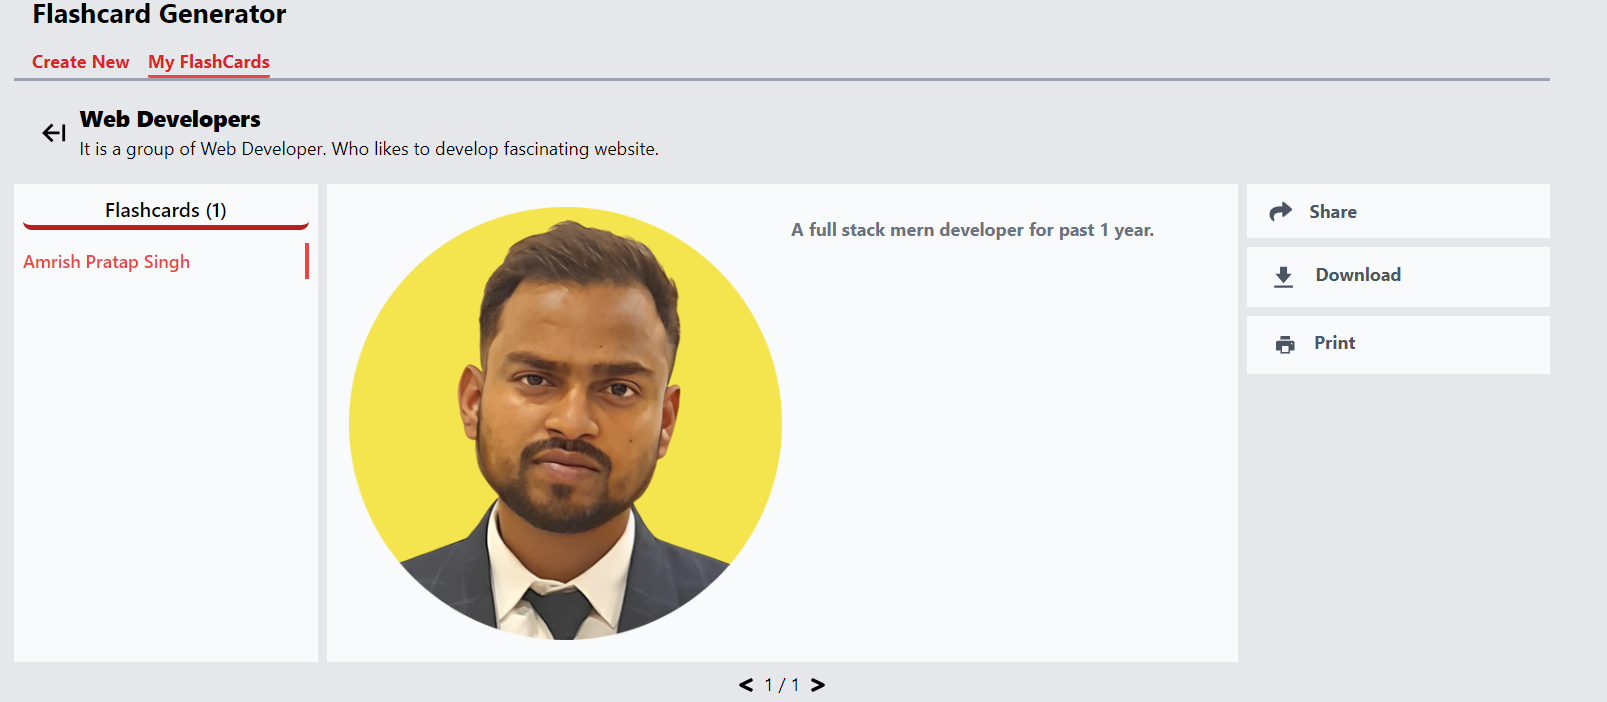 Flashcard Generator
Create New My FlashCards
Web Developers
It is a group of Web Developer. Who likes to develop fascinating website.
Flashcards (1)
Amrish Pratap Singh
A full stack mern developer for past 1 year.
Share
Download
Print
< 1 / 1 >